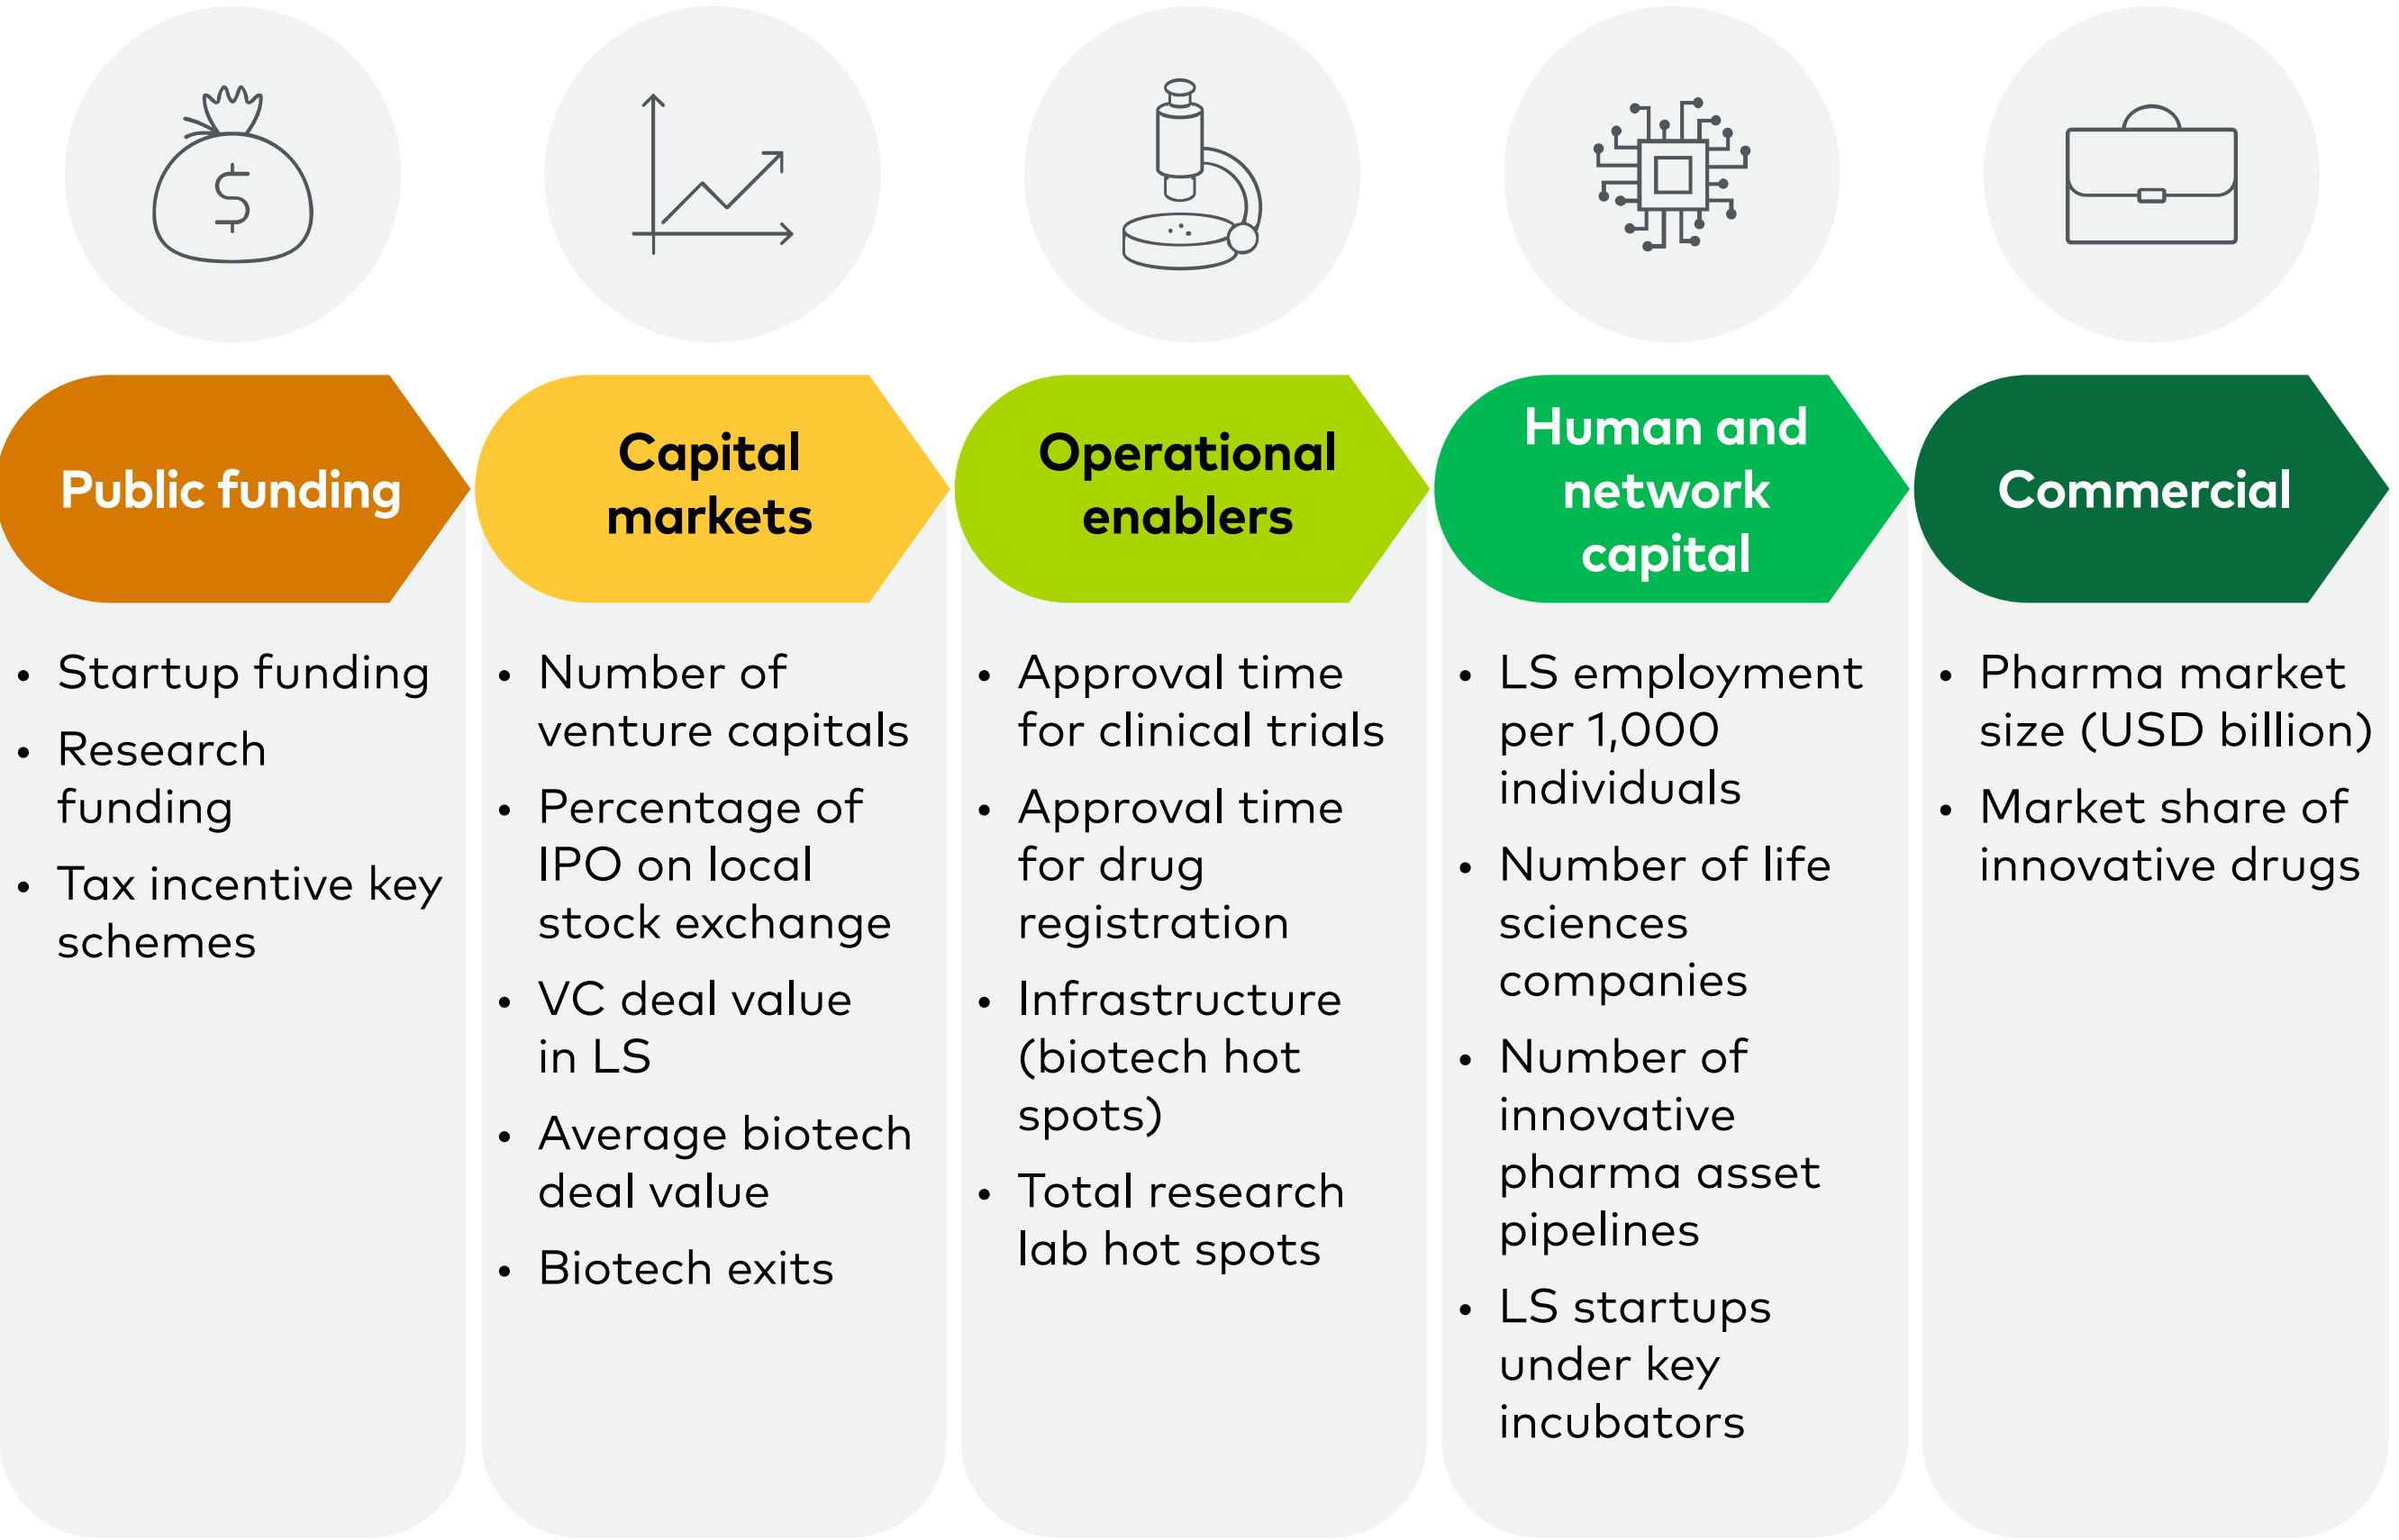 Public funding
• Startup funding
• Research
funding
• Tax incentive key
schemes
Capital
markets
• Number of
venture capitals
• Percentage of
IPO on local
stock exchange
• VC deal value
in LS
• Average biotech
deal value
• Biotech exits
Operational
enablers
• Approval time
for clinical trials
• Approval time
for drug
registration
• Infrastructure
(biotech hot
spots)
• Total research
lab hot spots
Human and
network
capital
• LS employment
per 1,000
individuals
• Number of life
sciences
companies
• Number of
innovative
pharma asset
pipelines
• LS startups
under key
incubators
Commercial
• Pharma market
size (USD billion)
• Market share of
innovative drugs